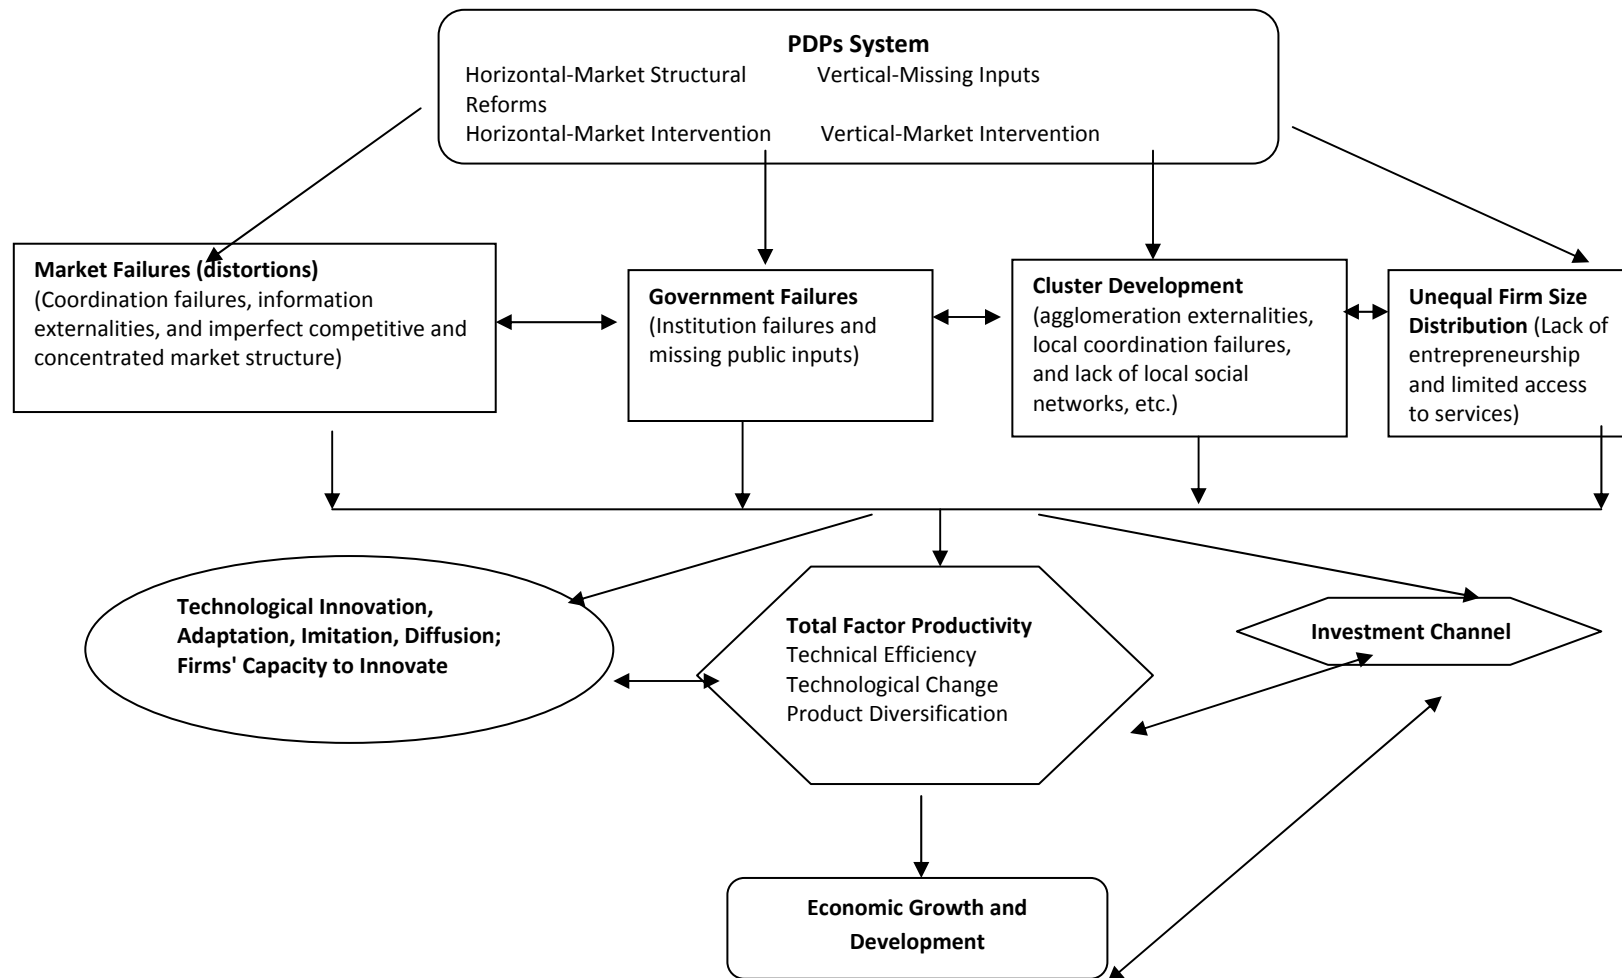 PDPs System
Horizontal-Market Structural Reforms
Vertical-Missing Inputs
Horizontal-Market Intervention
Vertical-Market Intervention
Market Failures (distortions)
(Coordination failures, information
externalities, and imperfect competitive and
concentrated market structure)
Government Failures
(Institution failures and
missing public inputs)
Cluster Development
(agglomeration externalities,
local coordination failures,
and lack of local social
networks, etc.)
Unequal Firm Size
Distribution (Lack of
entrepreneurship
and limited access
to services)
Technological Innovation,
Adaptation, Imitation, Diffusion;
Firms' Capacity to Innovate
Total Factor Productivity
Technical Efficiency
Technological Change
Product Diversification
Investment Channel
Economic Growth and
Development